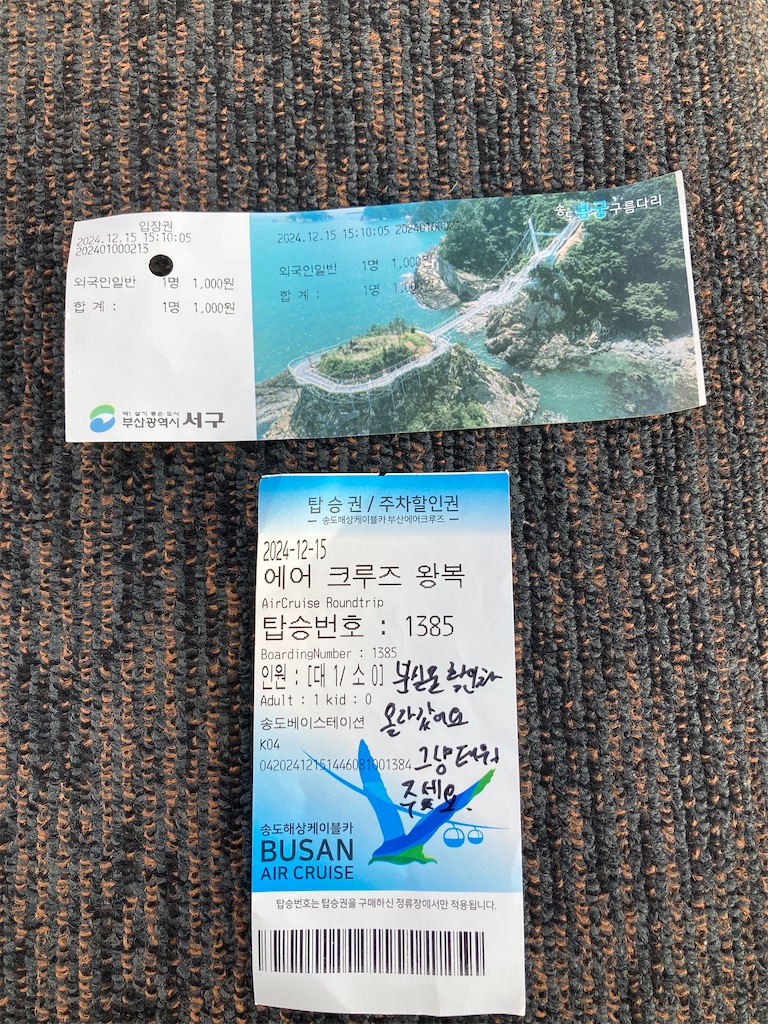 입장권
2024.12.15 15:10:05
202401000213
외국인일반 1명 1,000원
합 계 : 1명 1,000원
부산광역시 서구
송도용궁구름다리
2024.12.15 15:10:05
외국인일반 1명 1,000
합 계 : 1명
탑승권/주차할인권
송도해상케이블카 부산에어크루즈
2024-12-15
에어 크루즈 왕복
AirCruise Roundtrip
탑승번호 : 1385
BoardingNumber : 1385
인원 : [대 1/ 소 0]
Adult : 1 kid : 0
송도베이스테이션
K04
올라갔어요
그냥 태워
주세요.
송도해상케이블카
BUSAN
AIR CRUISE
탑승번호는 탑승권을 구매하신 정류장에서만 적용됩니다.